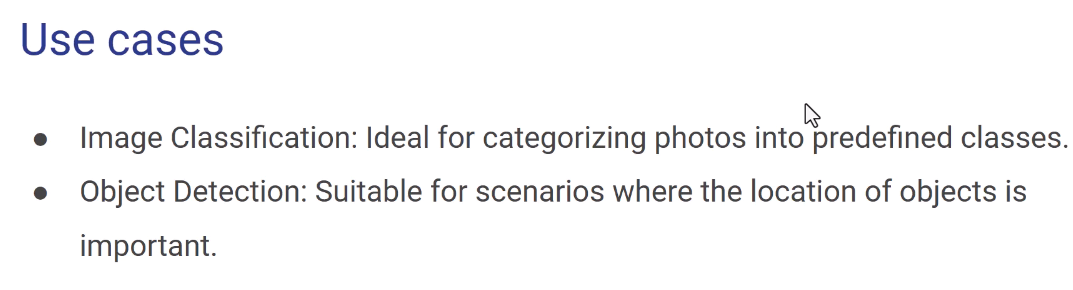 Use cases
● Image Classification: Ideal for categorizing photos into predefined classes.
● Object Detection: Suitable for scenarios where the location of objects is
important.